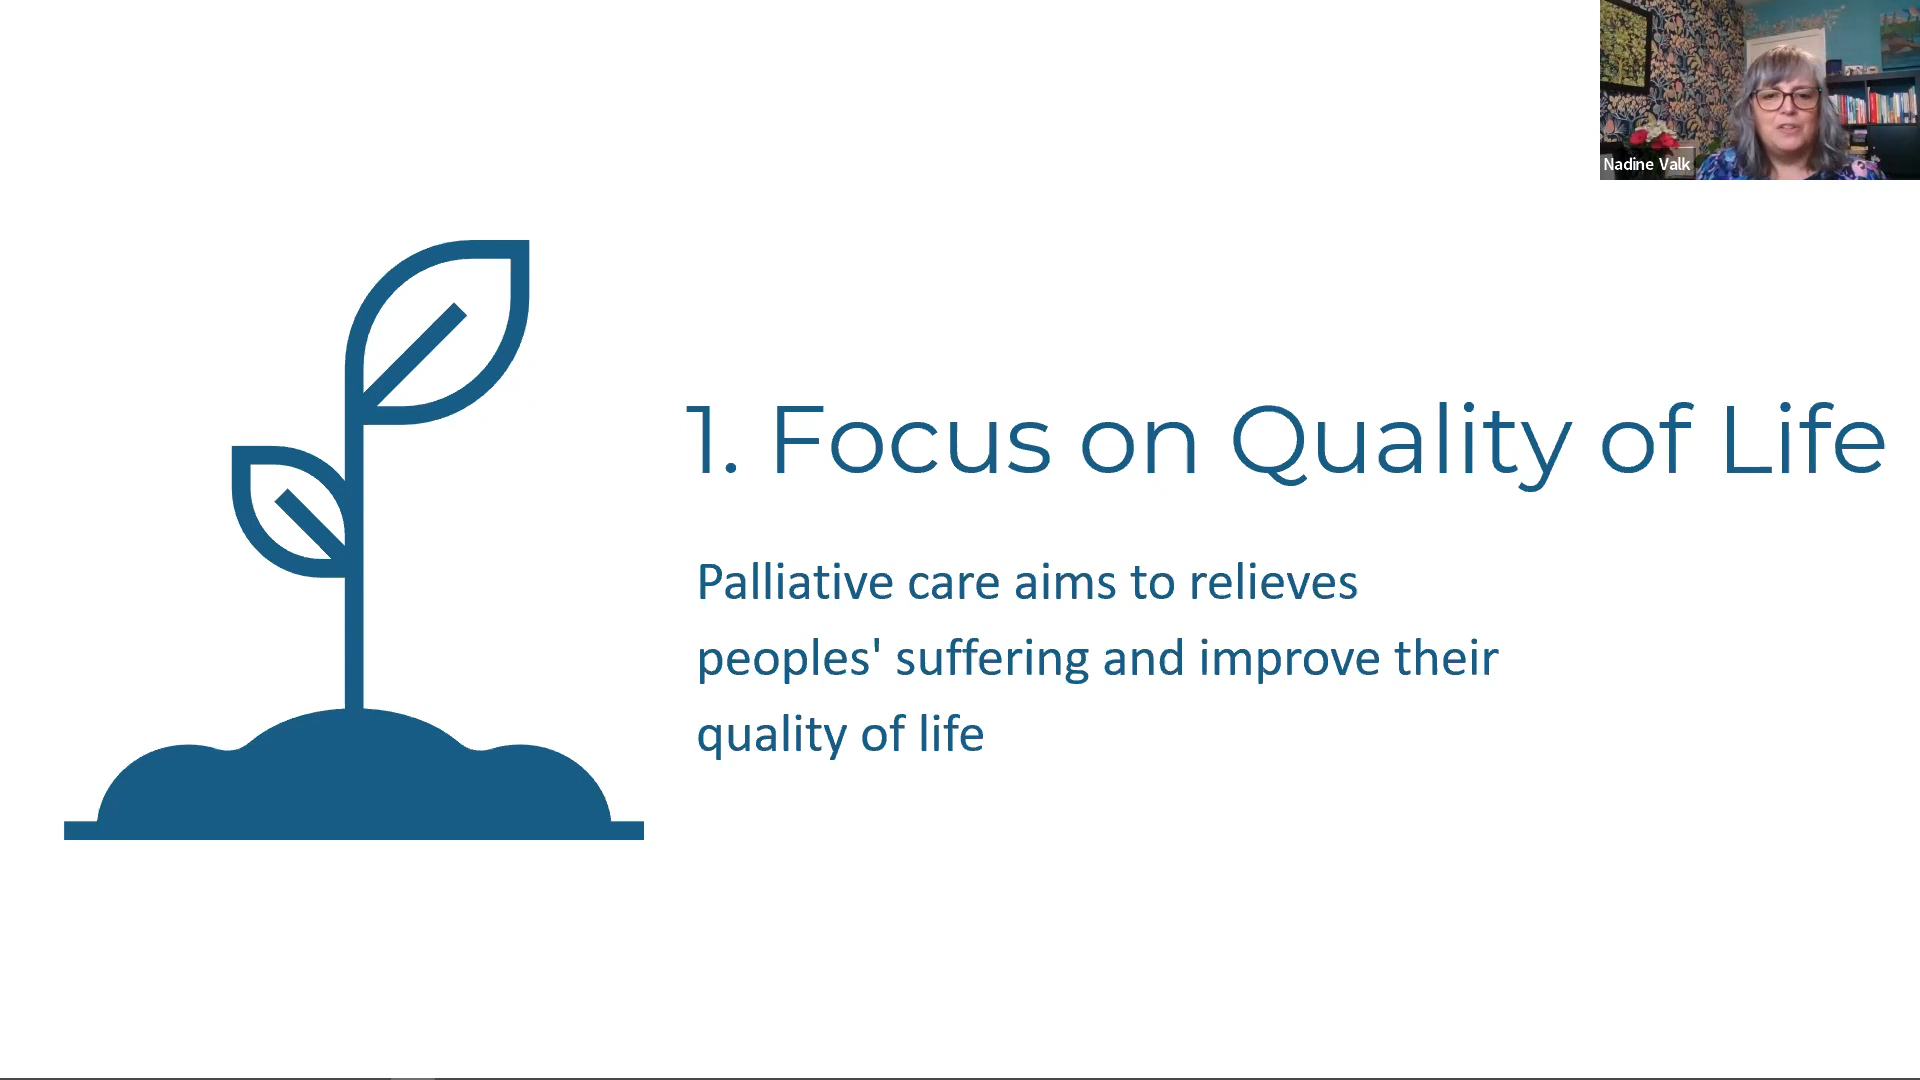 Nadine Valk
1. Focus on Quality of Life
Palliative care aims to relieves
peoples' suffering and improve their
quality of life